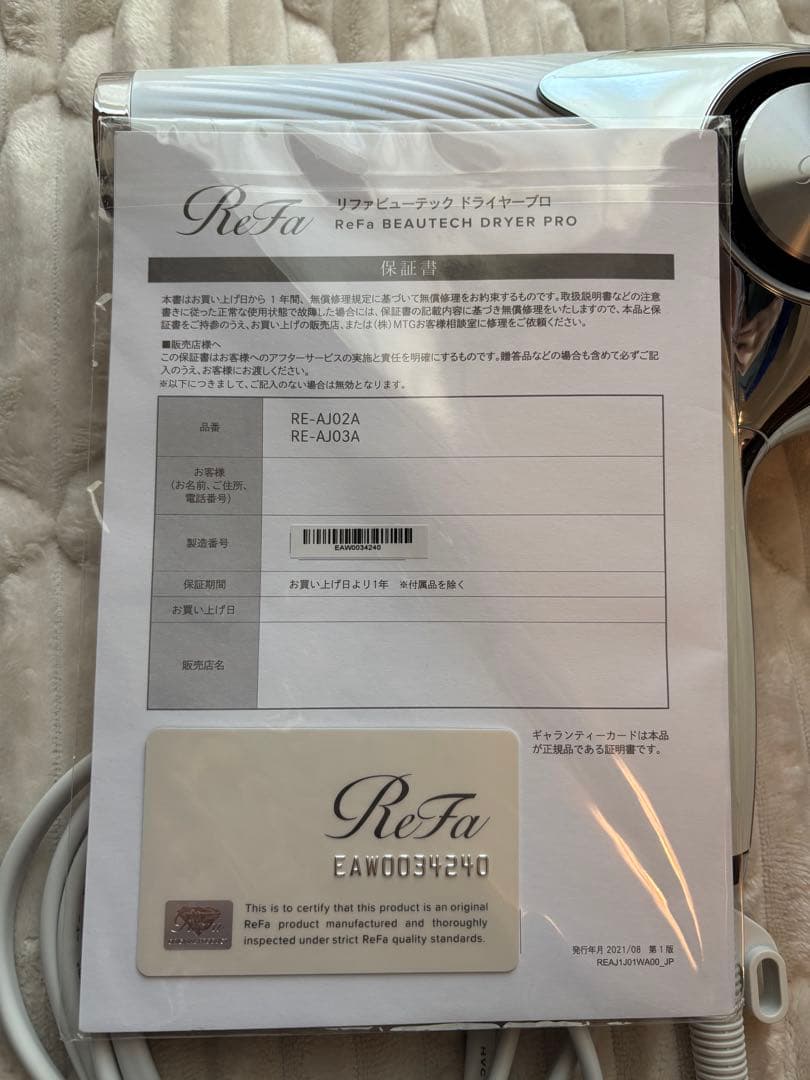 ReFa
リファビューテック ドライヤープロ
ReFa BEAUTECH DRYER PRO
保証書
本書はお買い上げ日から 1 年間、無償修理規定に基づいて無償修理をお約束するものです。取扱説明書などの注意
書きに従った正常な使用状態で故障した場合には、保証書の記載内容に基づき無償修理をいたしますので、本品と保
証書をご持参のうえ、お買い上げの販売店、または(株)MTGお客様相談室に修理をご依頼ください。
■販売店様へ
この保証書はお客様へのアフターサービスの実施と責任を明確にするものです。贈答品などの場合も含めて必ずご記
入のうえ、お客様にお渡しください。
※以下につきまして、ご記入のない場合は無効となります。
品番
RE-AJ02A
RE-AJ03A
お客様
(お名前、ご住所、
電話番号)
製造番号
EAW0034240
保証期間
お買い上げ日より1年 ※付属品を除く
お買い上げ日
販売店名
ギャランティーカードは本品
が正規品である証明書です。
ReFa
EAW0034240
ReFa
This is to certify that this product is an original
ReFa product manufactured and thoroughly
inspected under strict ReFa quality standards.
発行年月 2021/08 第1版
REAJ1J01WA00_JP